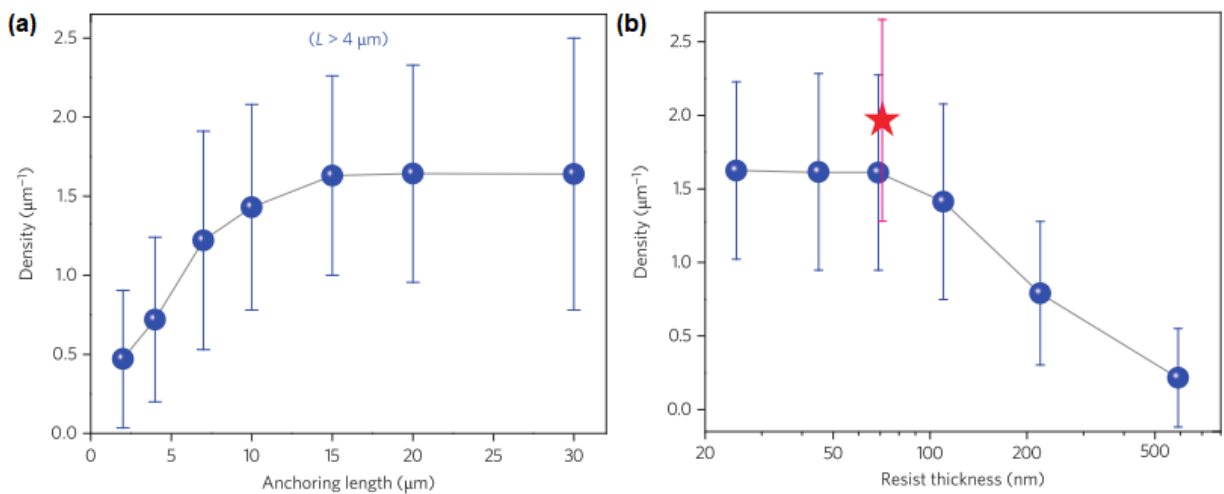 (a)
(L > 4 μm)
Density (μm⁻¹)
2.5
2.0
1.5
1.0
0.5
0.0
0 5 10 15 20 25 30
Anchoring length (μm)
(b)
Density (μm⁻¹)
2.5
2.0
1.5
1.0
0.5
0.0
20 50 100 200 500
Resist thickness (nm)